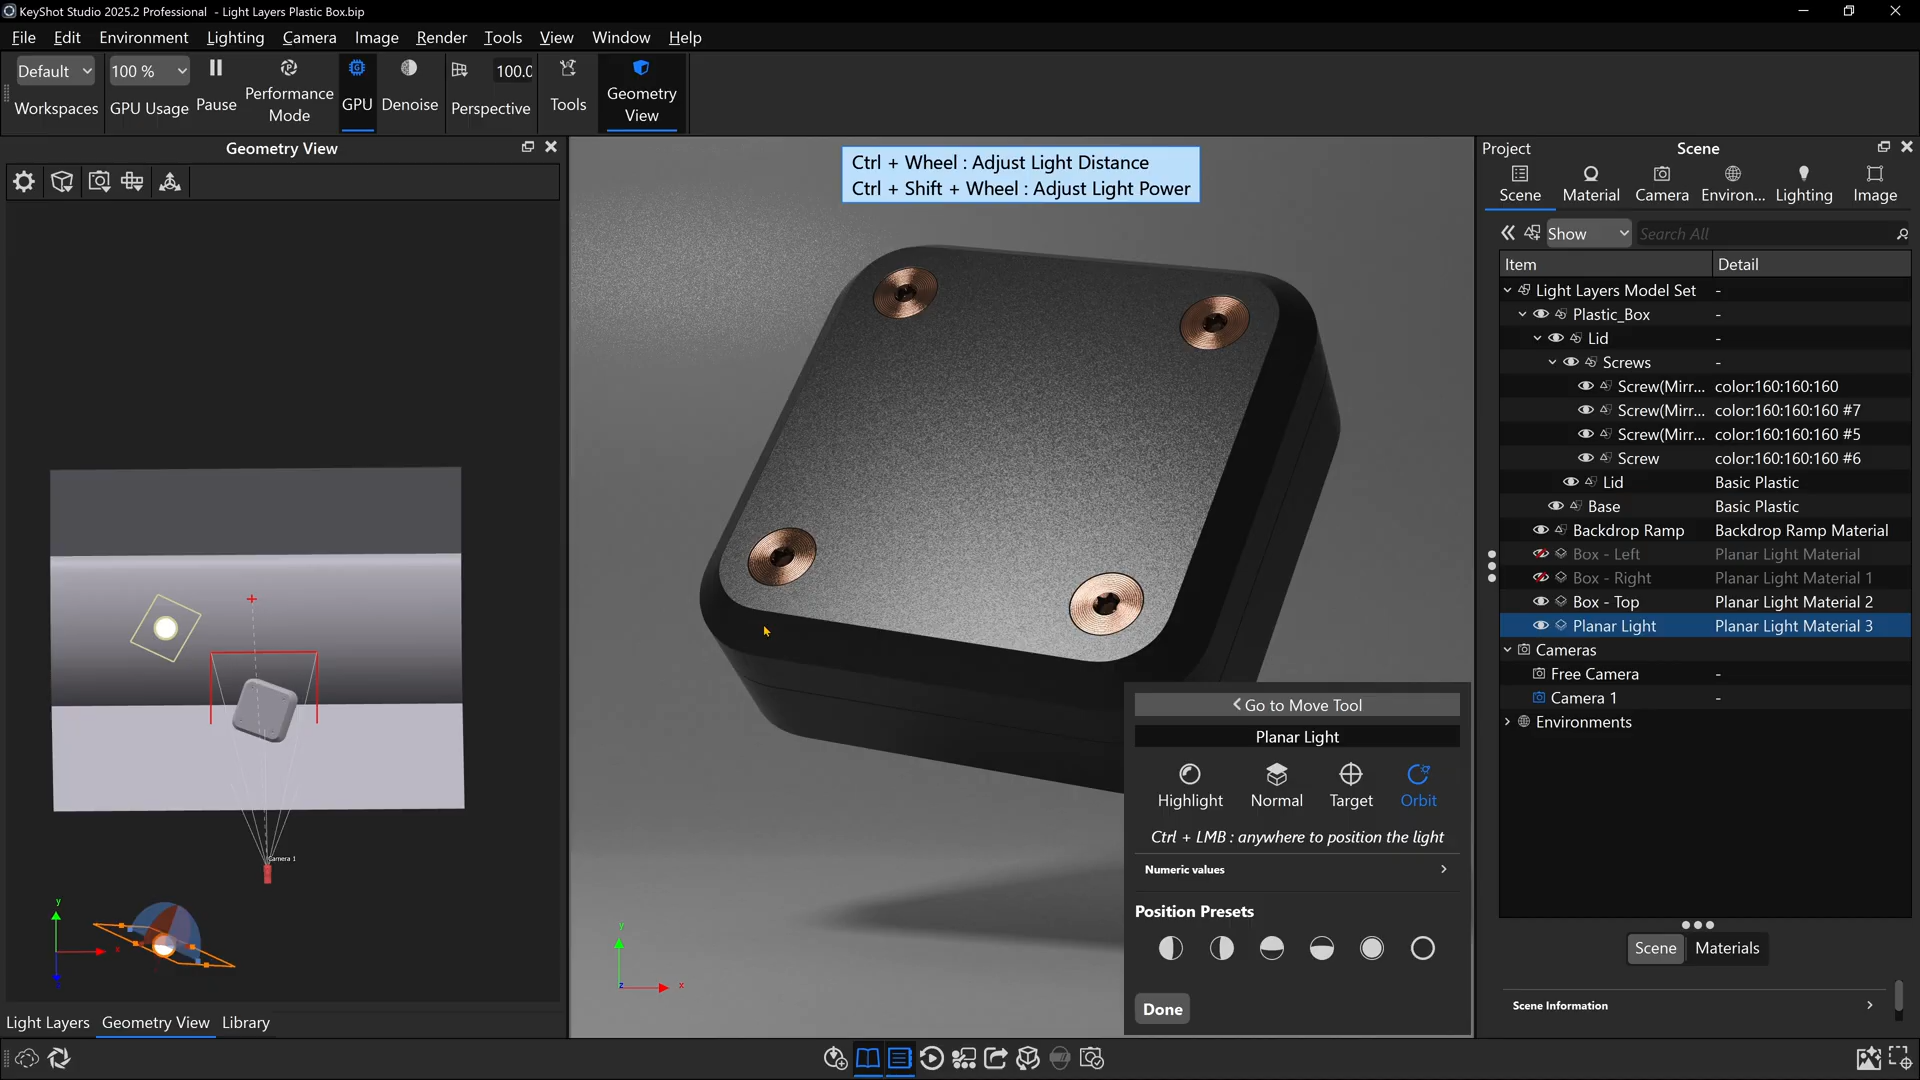 KeyShot Studio 2025.2 Professional - Light Layers Plastic Box.bip
File Edit Environment Lighting Camera Image Render Tools View Window Help
Default 100 % Pause Performance Mode GPU Denoise 100.0 Perspective Tools Geometry View
Workspaces GPU Usage
Geometry View
Ctrl + Wheel : Adjust Light Distance
Ctrl + Shift + Wheel : Adjust Light Power
Project Scene
Scene Material Camera Environ... Lighting Image
Show Search All
Item Detail
Light Layers Model Set -
Plastic_Box -
Lid -
Screws -
Screw(Mirr... color:160:160:160
Screw(Mirr... color:160:160:160 #7
Screw(Mirr... color:160:160:160 #5
Screw color:160:160:160 #6
Lid Basic Plastic
Base Basic Plastic
Backdrop Ramp Backdrop Ramp Material
Box - Left Planar Light Material
Box - Right Planar Light Material 1
Box - Top Planar Light Material 2
Planar Light Planar Light Material 3
Cameras
Free Camera -
Camera 1 -
Environments
Camera 1
y
x
y
z
x
Go to Move Tool
Planar Light
Highlight Normal Target Orbit
Ctrl + LMB : anywhere to position the light
Numeric values
Position Presets
Done
Scene Materials
Scene Information
Light Layers Geometry View Library